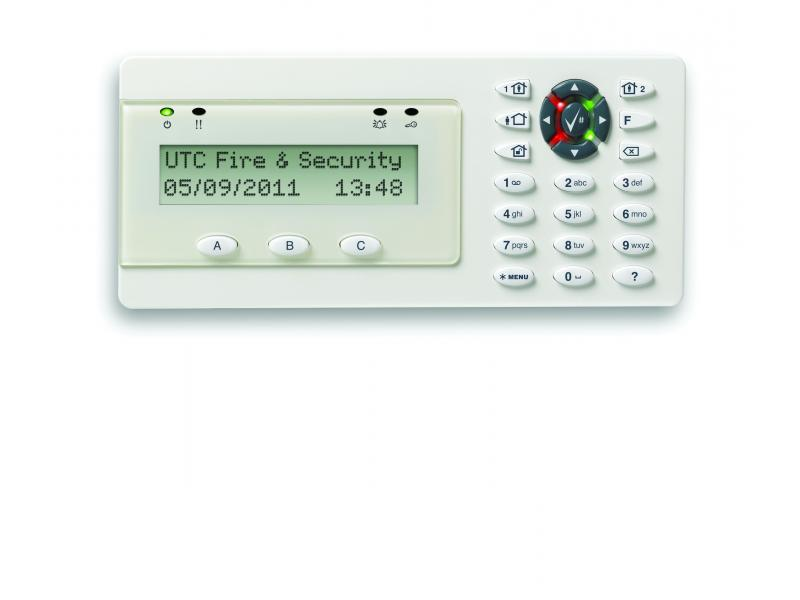 !!
UTC Fire & Security
05/09/2011 13:48
A B C
1 2
#
F
1 2 abc 3 def
4 ghi 5 jkl 6 mno
7 pqrs 8 tuv 9 wxyz
* MENU 0 ?